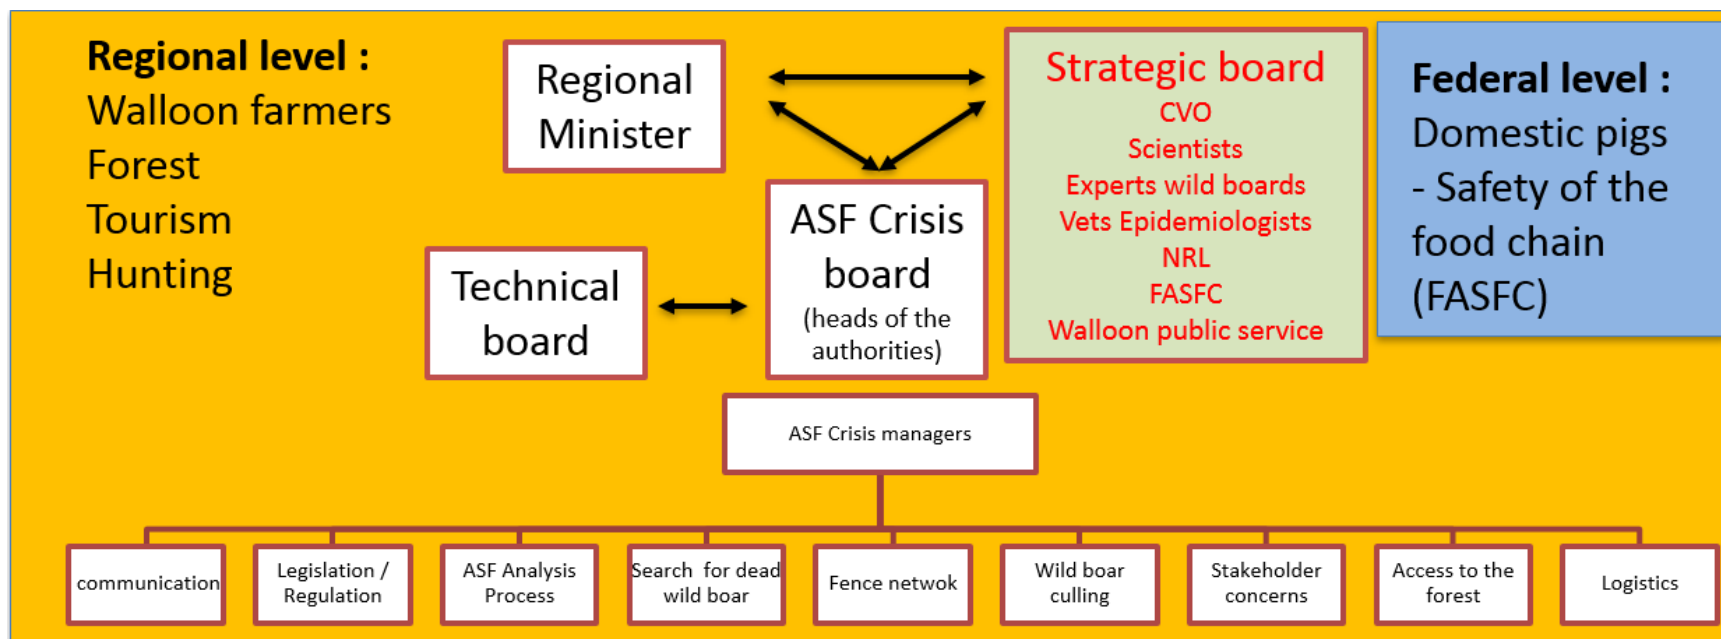 Regional level :
Walloon farmers
Forest
Tourism
Hunting
Regional
Minister
Strategic board
CVO
Scientists
Experts wild boards
Vets Epidemiologists
NRL
FASFC
Walloon public service
Federal level :
Domestic pigs
- Safety of the
food chain
(FASFC)
Technical
board
ASF Crisis
board
(heads of the
authorities)
ASF Crisis managers
communication
Legislation /
Regulation
ASF Analysis
Process
Search for dead
wild boar
Fence netwok
Wild boar
culling
Stakeholder
concerns
Access to the
forest
Logistics